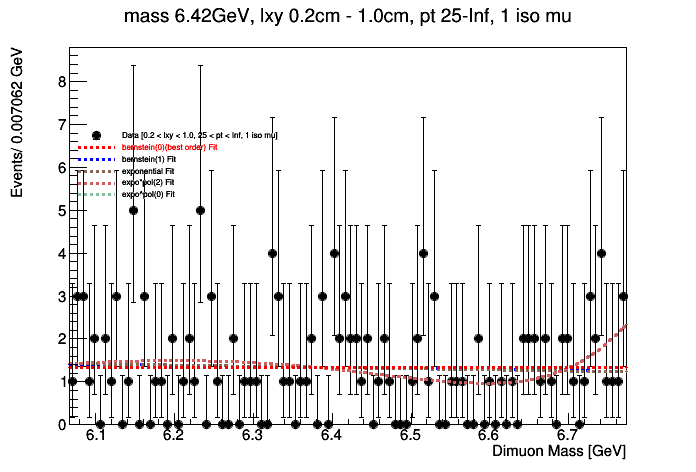 mass 6.42GeV, lxy 0.2cm - 1.0cm, pt 25-Inf, 1 iso mu
Events/ 0.007062 GeV
8
7
6
5
4
3
2
1
0
Data [0.2 < lxy < 1.0, 25 < pt < Inf, 1 iso mu]
bernstein(0)(best order) Fit
bernstein(1) Fit
exponential Fit
expo*pol(2) Fit
expo*pol(0) Fit
6.1 6.2 6.3 6.4 6.5 6.6 6.7
Dimuon Mass [GeV]